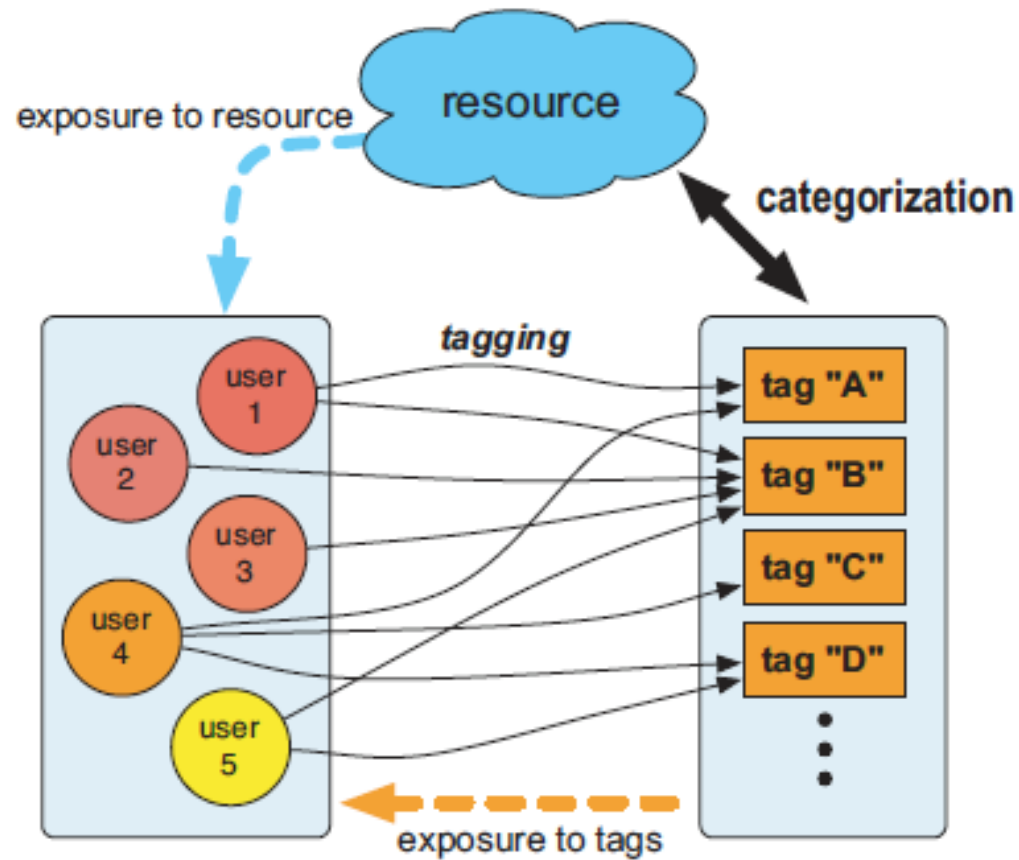 resource
exposure to resource
categorization
tagging
user
1
user
2
user
3
user
4
user
5
tag "A"
tag "B"
tag "C"
tag "D"
exposure to tags